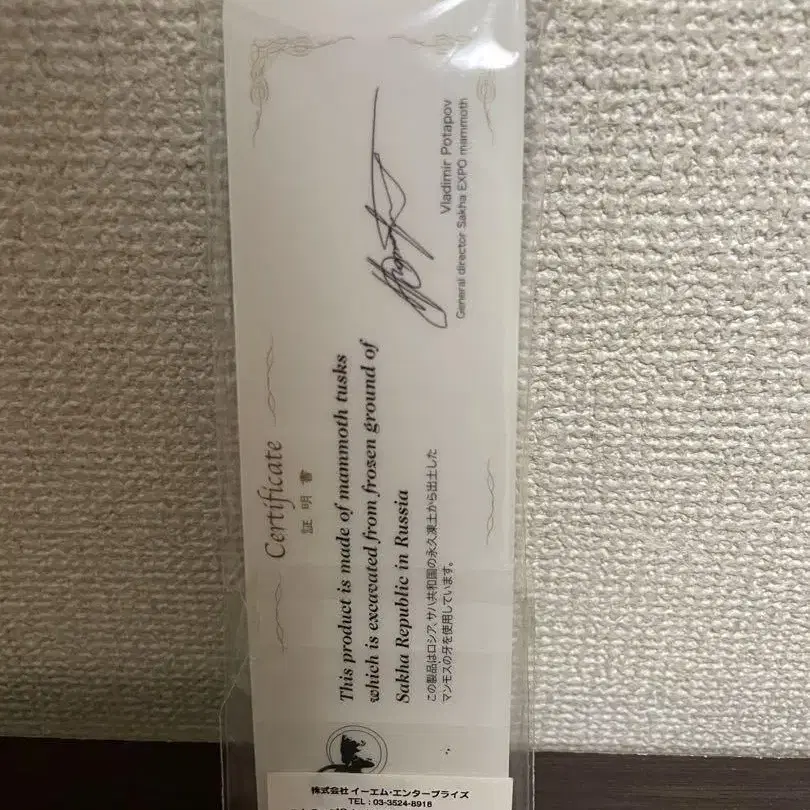 Certificate
証明書
This product is made of mammoth tusks
which is excavated from frozen ground of
Sakha Republic in Russia
この製品はロシア、サハ共和国の永久凍土から出土した
マンモスの牙を使用しています。
Vladimir Potapov
General director Sakha EXPO mammoth
株式会社 イーエム・エンタープライズ
TEL : 03-3524-8918